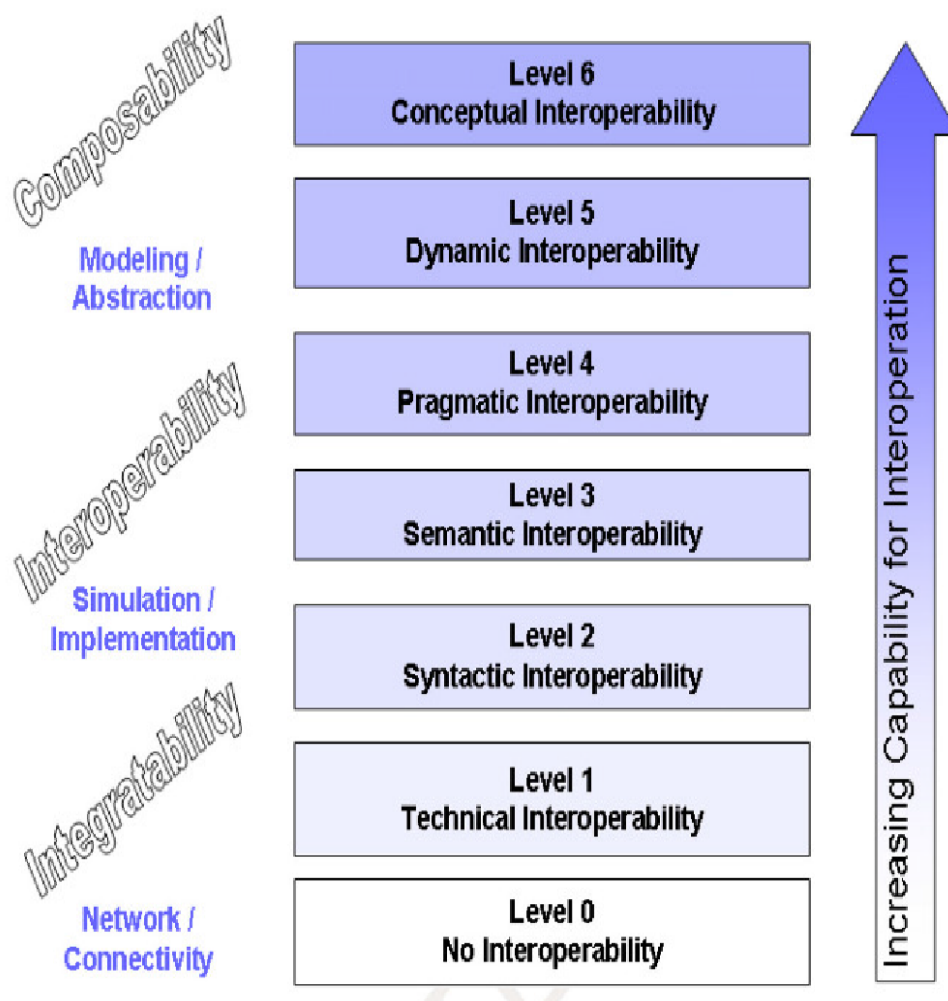 Composability
Modeling /
Abstraction
Interoperability
Simulation /
Implementation
Integratability
Network /
Connectivity
Level 6
Conceptual Interoperability
Level 5
Dynamic Interoperability
Level 4
Pragmatic Interoperability
Level 3
Semantic Interoperability
Level 2
Syntactic Interoperability
Level 1
Technical Interoperability
Level 0
No Interoperability
Increasing Capability for Interoperation